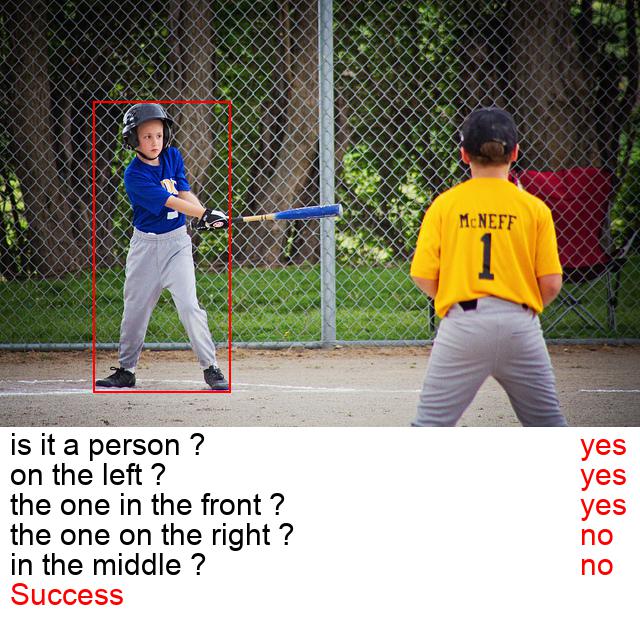 McNEFF
1
is it a person ? yes
on the left ? yes
the one in the front ? yes
the one on the right ? no
in the middle ? no
Success